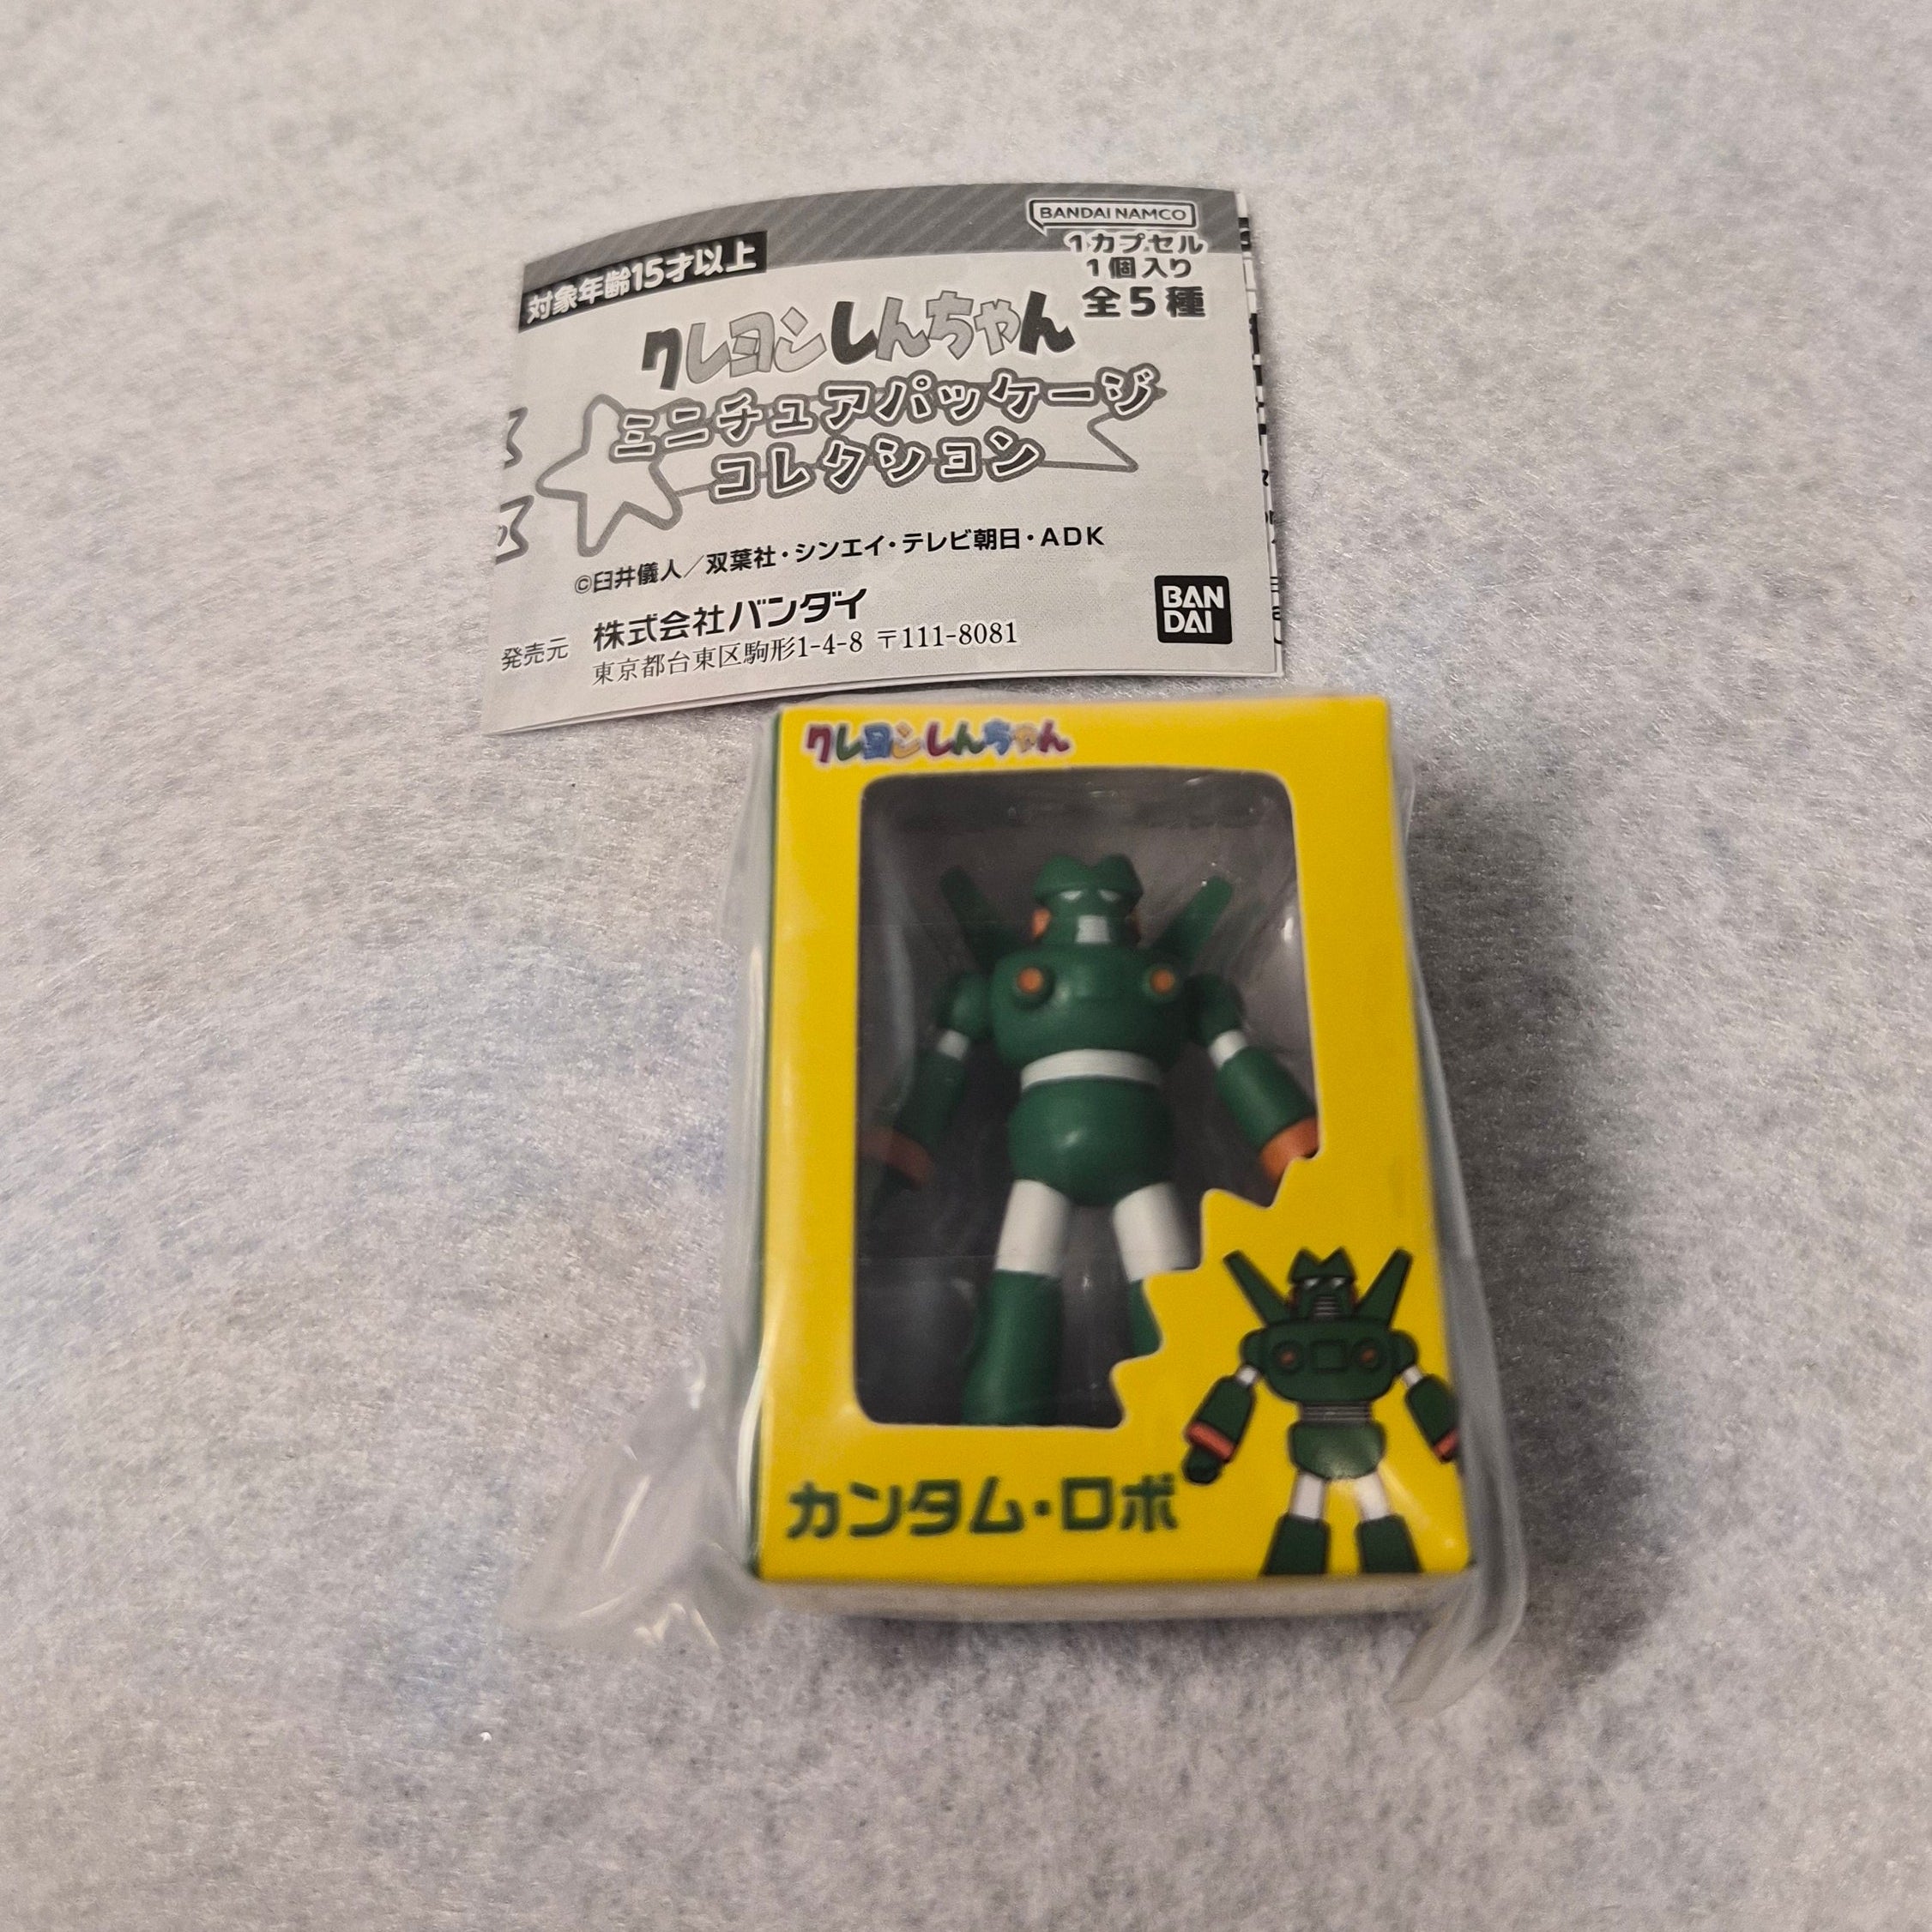 BANDAI NAMCO
対象年齢15才以上
1カプセル
1個入り
全5種
クレヨンしんちゃん
ミニチュアパッケージ
コレクション
©臼井儀人／双葉社・シンエイ・テレビ朝日・ADK
発売元 株式会社バンダイ
東京都台東区駒形1-4-8 〒111-8081
BAN
DAI
クレヨンしんちゃん
カンタム・ロボ